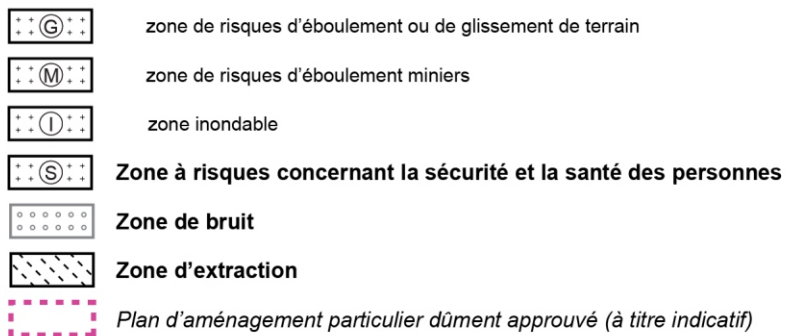 G zone de risques d'éboulement ou de glissement de terrain
M zone de risques d'éboulement miniers
I zone inondable
S Zone à risques concernant la sécurité et la santé des personnes
Zone de bruit
Zone d'extraction
Plan d'aménagement particulier dûment approuvé (à titre indicatif)